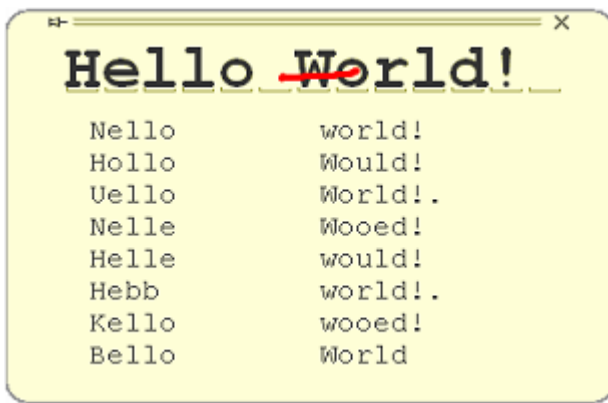 Hello World!
Nello world!
Hollo Would!
Uello World!.
Nelle Wooed!
Helle would!
Hebb world!.
Kello wooed!
Bello World